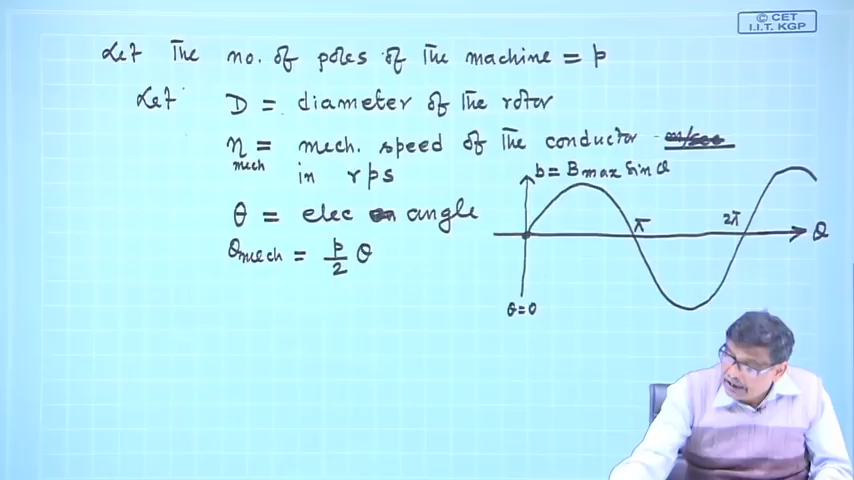 © CET
I.I.T. KGP
Let the no. of poles of the machine = p
Let D = diameter of the rotor
n mech = mech. speed of the conductor m/sec
in rps
b = Bmax Sin θ
θ = elec angle
θmech = p/2 θ
π
2π
θ
θ=0